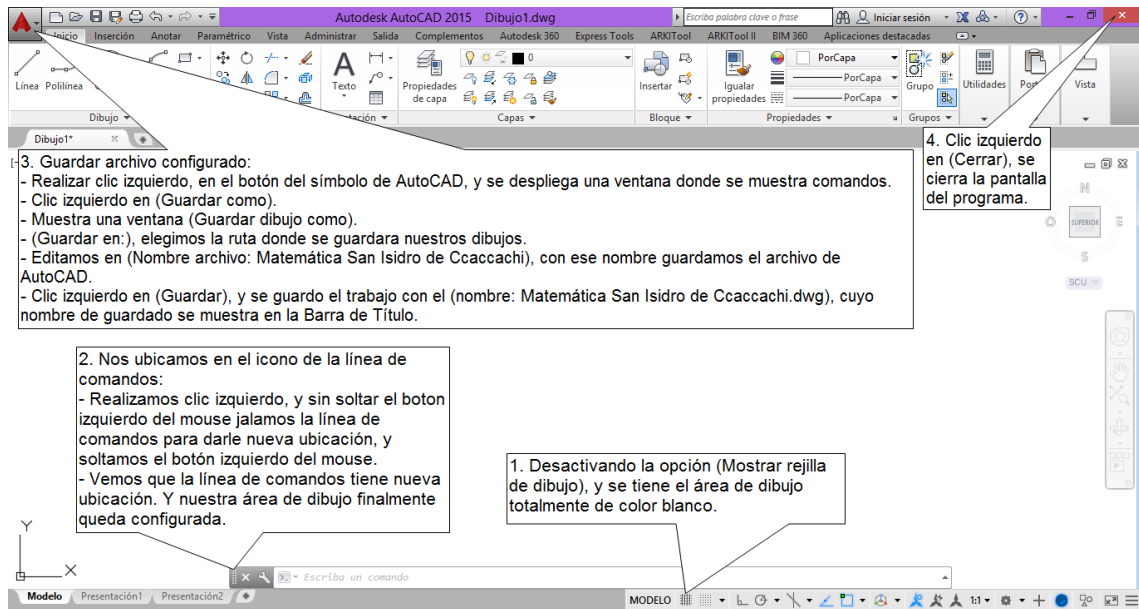 Autodesk AutoCAD 2015 Dibujo1.dwg
Escriba palabra clave o frase
Iniciar sesión
Inicio Inserción Anotar Paramétrico Vista Administrar Salida Complementos Autodesk 360 Express Tools ARKITool ARKITool II BIM 360 Aplicaciones destacadas
0
PorCapa
PorCapa
PorCapa
Línea Polilínea
Texto
Propiedades de capa
Insertar
Igualar propiedades
Grupo
Utilidades
Vista
Dibujo
Capas
Bloque
Propiedades
Grupos
Dibujo1*
3. Guardar archivo configurado:
- Realizar clic izquierdo, en el botón del símbolo de AutoCAD, y se despliega una ventana donde se muestra comandos.
- Clic izquierdo en (Guardar como).
- Muestra una ventana (Guardar dibujo como).
- (Guardar en:), elegimos la ruta donde se guardara nuestros dibujos.
- Editamos en (Nombre archivo: Matemática San Isidro de Ccaccachi), con ese nombre guardamos el archivo de
AutoCAD.
- Clic izquierdo en (Guardar), y se guardo el trabajo con el (nombre: Matemática San Isidro de Ccaccachi.dwg), cuyo
nombre de guardado se muestra en la Barra de Título.
4. Clic izquierdo
en (Cerrar), se
cierra la pantalla
del programa.
N
O SUPERIOR E
S
SCU
2. Nos ubicamos en el icono de la línea de
comandos:
- Realizamos clic izquierdo, y sin soltar el boton
izquierdo del mouse jalamos la línea de
comandos para darle nueva ubicación, y
soltamos el botón izquierdo del mouse.
- Vemos que la línea de comandos tiene nueva
ubicación. Y nuestra área de dibujo finalmente
queda configurada.
1. Desactivando la opción (Mostrar rejilla
de dibujo), y se tiene el área de dibujo
totalmente de color blanco.
Y
X
Escriba un comando
Modelo Presentación1 Presentación2
MODELO
1:1